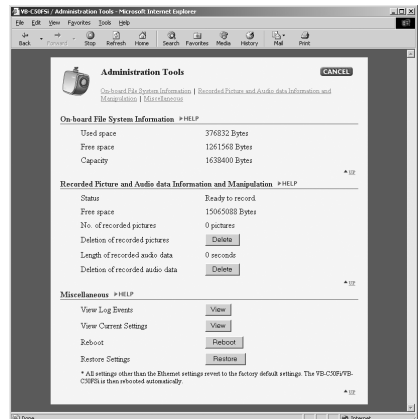 VB-C50FSi / Administration Tools - Microsoft Internet Explorer
File Edit View Favorites Tools Help
Back Forward Stop Refresh Home Search Favorites Media History Mail Print
Administration Tools
CANCEL
On-board File System Information | Recorded Picture and Audio data Information and
Manipulation | Miscellaneous
On-board File System Information ▶HELP
Used space 376832 Bytes
Free space 1261568 Bytes
Capacity 1638400 Bytes
▲UP
Recorded Picture and Audio data Information and Manipulation ▶HELP
Status Ready to record.
Free space 15065088 Bytes
No. of recorded pictures 0 pictures
Deletion of recorded pictures Delete
Length of recorded audio data 0 seconds
Deletion of recorded audio data Delete
▲UP
Miscellaneous ▶HELP
View Log Events View
View Current Settings View
Reboot Reboot
Restore Settings Restore
* All settings other than the Ethernet settings revert to the factory default settings. The VB-C50Fi/VB-
C50FSi is then rebooted automatically.
▲UP
Done Internet